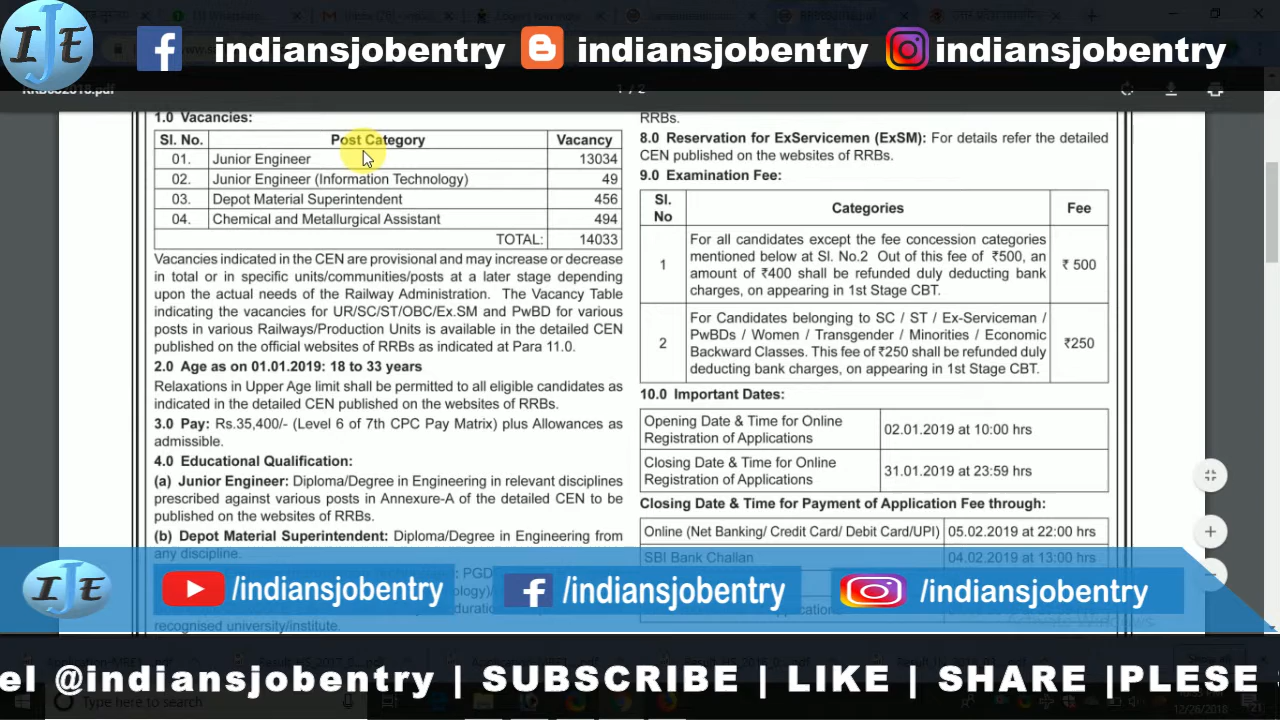 IJE
indiansjobentry indiansjobentry indiansjobentry
RRBs.
1.0 Vacancies:
Sl. No. Post Category Vacancy
01. Junior Engineer 13034
02. Junior Engineer (Information Technology) 49
03. Depot Material Superintendent 456
04. Chemical and Metallurgical Assistant 494
TOTAL: 14033
Vacancies indicated in the CEN are provisional and may increase or decrease
in total or in specific units/communities/posts at a later stage depending
upon the actual needs of the Railway Administration. The Vacancy Table
indicating the vacancies for UR/SC/ST/OBC/Ex.SM and PwBD for various
posts in various Railways/Production Units is available in the detailed CEN
published on the official websites of RRBs as indicated at Para 11.0.
2.0 Age as on 01.01.2019: 18 to 33 years
Relaxations in Upper Age limit shall be permitted to all eligible candidates as
indicated in the detailed CEN published on the websites of RRBs.
3.0 Pay: Rs.35,400/- (Level 6 of 7th CPC Pay Matrix) plus Allowances as
admissible.
4.0 Educational Qualification:
(a) Junior Engineer: Diploma/Degree in Engineering in relevant disciplines
prescribed against various posts in Annexure-A of the detailed CEN to be
published on the websites of RRBs.
(b) Depot Material Superintendent: Diploma/Degree in Engineering from
any discipline.
recognised university/institute.
8.0 Reservation for ExServicemen (ExSM): For details refer the detailed
CEN published on the websites of RRBs.
9.0 Examination Fee:
Sl. No Categories Fee
1 For all candidates except the fee concession categories
mentioned below at Sl. No.2 Out of this fee of ₹500, an
amount of ₹400 shall be refunded duly deducting bank
charges, on appearing in 1st Stage CBT. ₹ 500
2 For Candidates belonging to SC / ST / Ex-Serviceman /
PwBDs / Women / Transgender / Minorities / Economic
Backward Classes. This fee of ₹250 shall be refunded duly
deducting bank charges, on appearing in 1st Stage CBT. ₹250
10.0 Important Dates:
Opening Date & Time for Online
Registration of Applications 02.01.2019 at 10:00 hrs
Closing Date & Time for Online
Registration of Applications 31.01.2019 at 23:59 hrs
Closing Date & Time for Payment of Application Fee through:
Online (Net Banking/ Credit Card/ Debit Card/UPI) 05.02.2019 at 22:00 hrs
SBI Bank Challan 04.02.2019 at 13:00 hrs
IJE /indiansjobentry /indiansjobentry /indiansjobentry
el @indiansjobentry | SUBSCRIBE | LIKE | SHARE |PLESE
Type here to search
12/26/2018